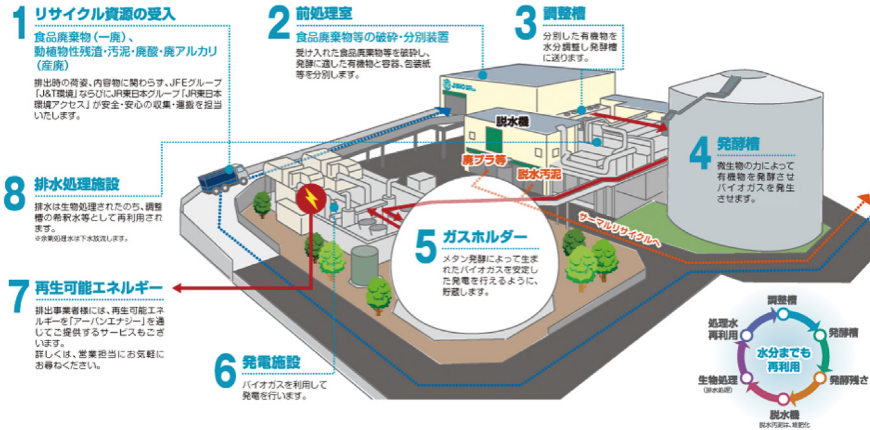 1 リサイクル資源の受入
食品廃棄物(一廃)、
動植物性残渣・汚泥・廃酸・廃アルカリ
(産廃)
排出時の荷姿、内容物に関わらず、JFEグループ
「J&T環境」ならびにJR東日本グループ「JR東日本
環境アクセス」が安全・安心の収集・運搬を担当
いたします。
2 前処理室
食品廃棄物等の破砕・分別装置
受け入れた食品廃棄物等を破砕し、
発酵に適した有機物と容器、包装紙
等を分別します。
3 調整槽
分別した有機物を
水分調整し発酵槽
に送ります。
脱水機
廃プラ等
脱水汚泥
サーマルリサイクルへ
4 発酵槽
微生物の力によって
有機物を発酵させ
バイオガスを発生
させます。
5 ガスホルダー
メタン発酵によって生ま
れたバイオガスを安定し
た発電を行えるように、
貯蔵します。
6 発電施設
バイオガスを利用して
発電を行います。
7 再生可能エネルギー
排出事業者様には、再生可能エネ
ルギーを「アーバンエナジー」を通
じてご提供するサービスもござ
います。
詳しくは、営業担当にお気軽に
お尋ねください。
8 排水処理施設
排水は生物処理されたのち、調整
槽の希釈水等として再利用されま
ます。
※余剰処理水は下水放流します。
調整槽
発酵槽
発酵残さ
脱水機
脱水汚泥は、堆肥化
生物処理
(排水処理)
処理水
再利用
水分までも
再利用